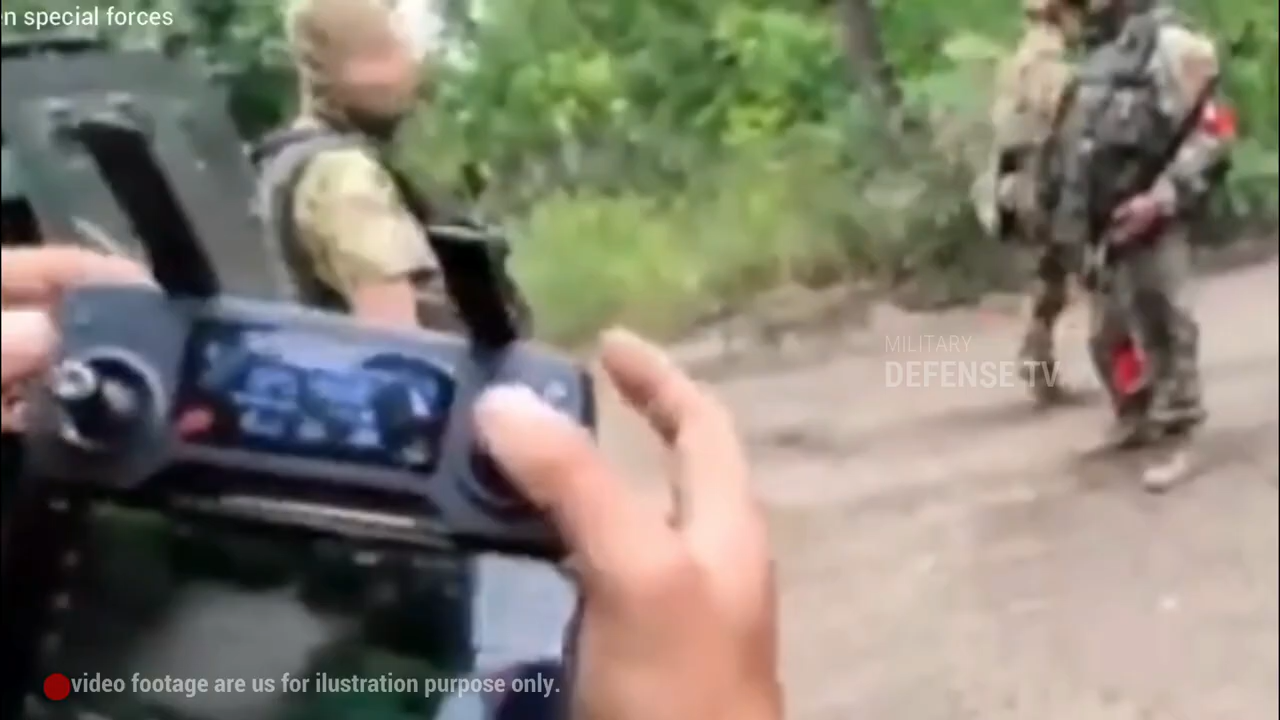 n special forces
MILITARY
DEFENSE TV
video footage are us for ilustration purpose only.